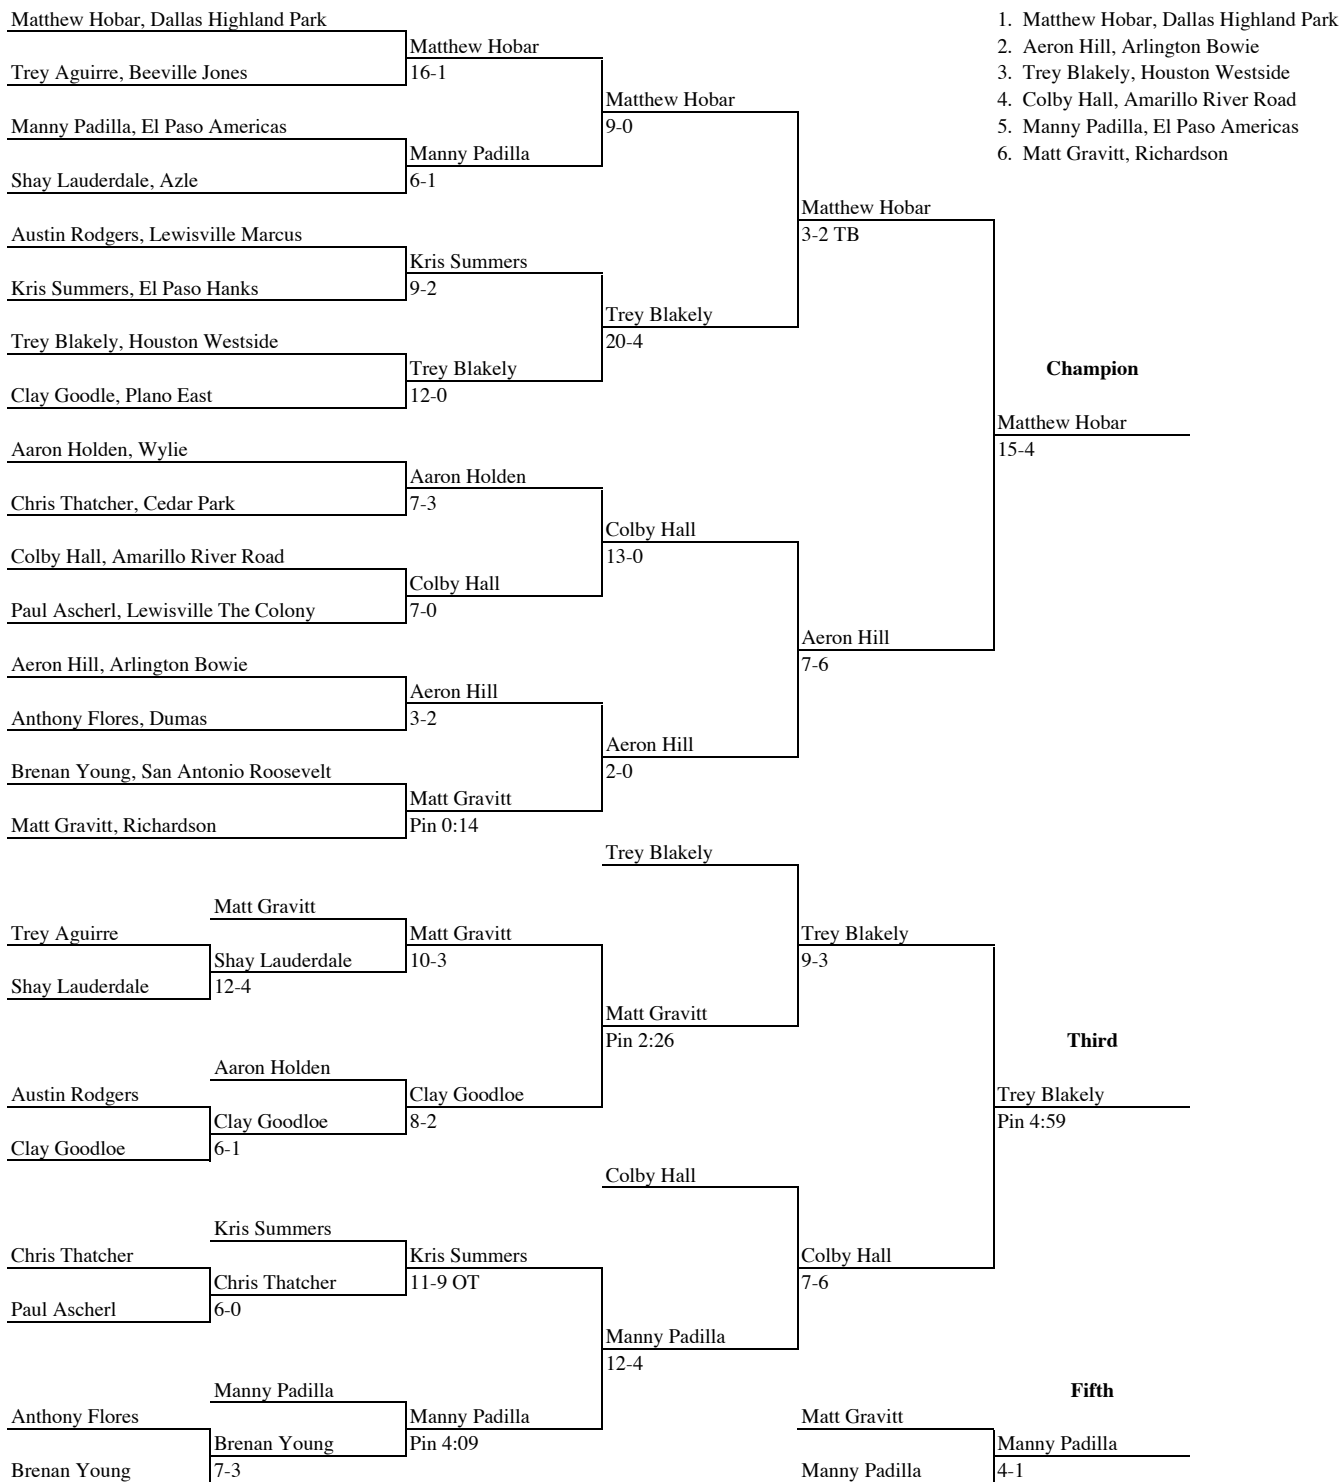 Matthew Hobar, Dallas Highland Park
1. Matthew Hobar, Dallas Highland Park
Matthew Hobar
2. Aeron Hill, Arlington Bowie
Trey Aguirre, Beeville Jones
16-1
3. Trey Blakely, Houston Westside
Matthew Hobar
4. Colby Hall, Amarillo River Road
Manny Padilla, El Paso Americas
9-0
5. Manny Padilla, El Paso Americas
Manny Padilla
6. Matt Gravitt, Richardson
Shay Lauderdale, Azle
6-1
Matthew Hobar
Austin Rodgers, Lewisville Marcus
3-2 TB
Kris Summers
Kris Summers, El Paso Hanks
9-2
Trey Blakely
Trey Blakely, Houston Westside
20-4
Trey Blakely
Champion
Clay Goodle, Plano East
12-0
Matthew Hobar
Aaron Holden, Wylie
15-4
Aaron Holden
Chris Thatcher, Cedar Park
7-3
Colby Hall
Colby Hall, Amarillo River Road
13-0
Colby Hall
Paul Ascherl, Lewisville The Colony
7-0
Aeron Hill
Aeron Hill, Arlington Bowie
7-6
Aeron Hill
Anthony Flores, Dumas
3-2
Aeron Hill
Brenan Young, San Antonio Roosevelt
2-0
Matt Gravitt
Matt Gravitt, Richardson
Pin 0:14
Trey Blakely
Matt Gravitt
Trey Aguirre
Matt Gravitt
Trey Blakely
Shay Lauderdale
10-3
9-3
Shay Lauderdale
12-4
Matt Gravitt
Pin 2:26
Third
Aaron Holden
Austin Rodgers
Clay Goodloe
Trey Blakely
Clay Goodloe
8-2
Pin 4:59
Clay Goodloe
6-1
Colby Hall
Kris Summers
Chris Thatcher
Kris Summers
Colby Hall
Chris Thatcher
11-9 OT
7-6
Paul Ascherl
6-0
Manny Padilla
12-4
Manny Padilla
Fifth
Anthony Flores
Manny Padilla
Matt Gravitt
Brenan Young
Pin 4:09
Manny Padilla
Brenan Young
7-3
Manny Padilla
4-1